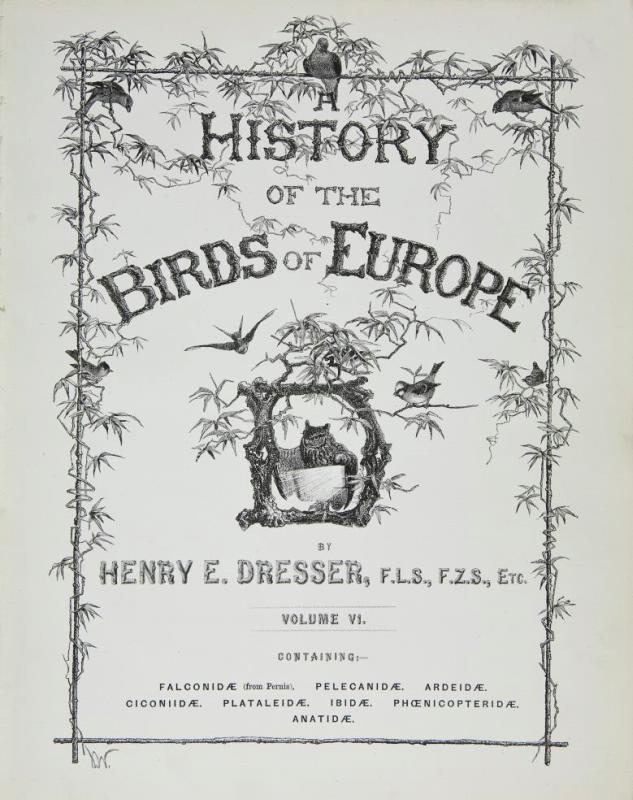 A
HISTORY
OF THE
BIRDS OF EUROPE
BY
HENRY E. DRESSER, F.L.S., F.Z.S., ETC.
VOLUME VI.
CONTAINING:—
FALCONIDÆ (from Pernis), PELECANIDÆ. ARDEIDÆ.
CICONIIDÆ. PLATALEIDÆ. IBIDÆ. PHŒNICOPTERIDÆ.
ANATIDÆ.